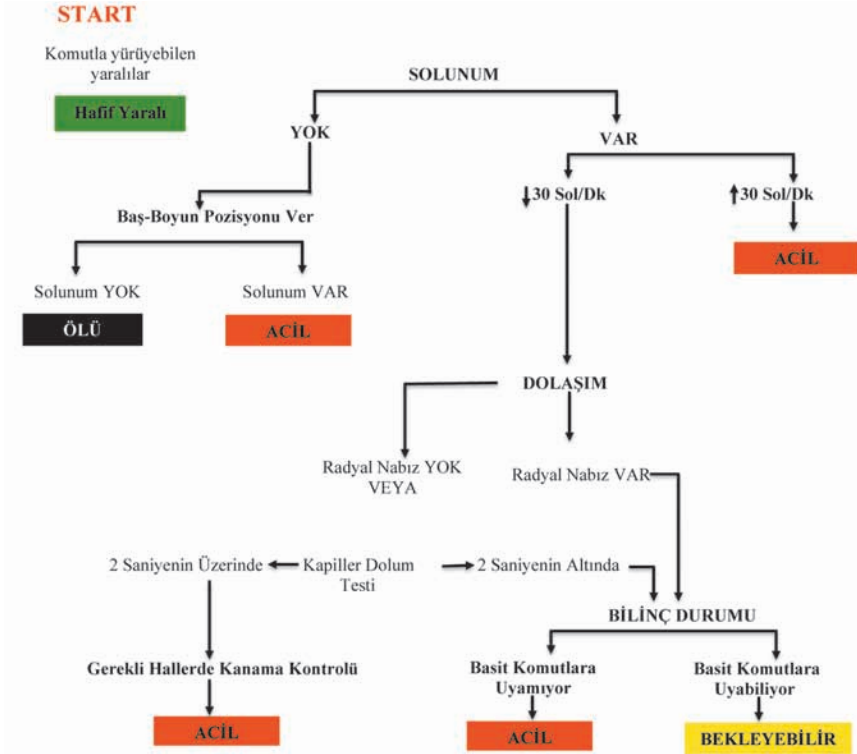 START
Komutla yürüyebilen
yaralılar
Hafif Yaralı
SOLUNUM
YOK
VAR
30 Sol/Dk
30 Sol/Dk
ACİL
Baş-Boyun Pozisyonu Ver
Solunum YOK
Solunum VAR
ÖLÜ
ACİL
DOLAŞIM
Radyal Nabız YOK
VEYA
Radyal Nabız VAR
2 Saniyenin Üzerinde
Kapiller Dolum
Testi
2 Saniyenin Altında
BİLİNÇ DURUMU
Gerekli Hallerde Kanama Kontrolü
Basit Komutlara
Uyamıyor
Basit Komutlara
Uyabiliyor
ACİL
ACİL
BEKLEYEBİLİR